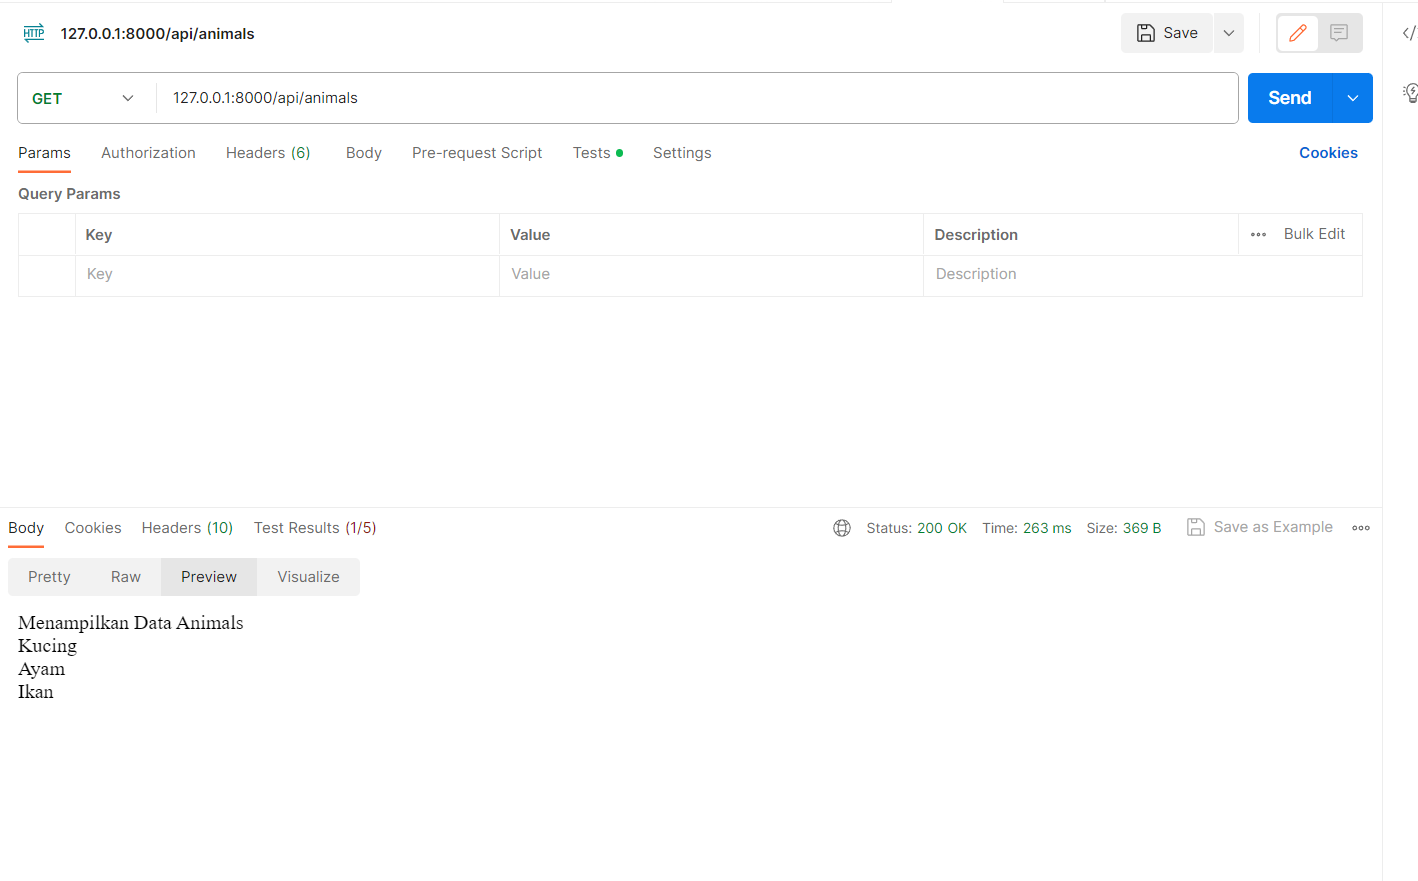 HTTP 127.0.0.1:8000/api/animals Save
GET 127.0.0.1:8000/api/animals Send
Params Authorization Headers (6) Body Pre-request Script Tests Settings Cookies
Query Params
Key Value Description Bulk Edit
Key Value Description
Body Cookies Headers (10) Test Results (1/5) Status: 200 OK Time: 263 ms Size: 369 B Save as Example
Pretty Raw Preview Visualize
Menampilkan Data Animals
Kucing
Ayam
Ikan